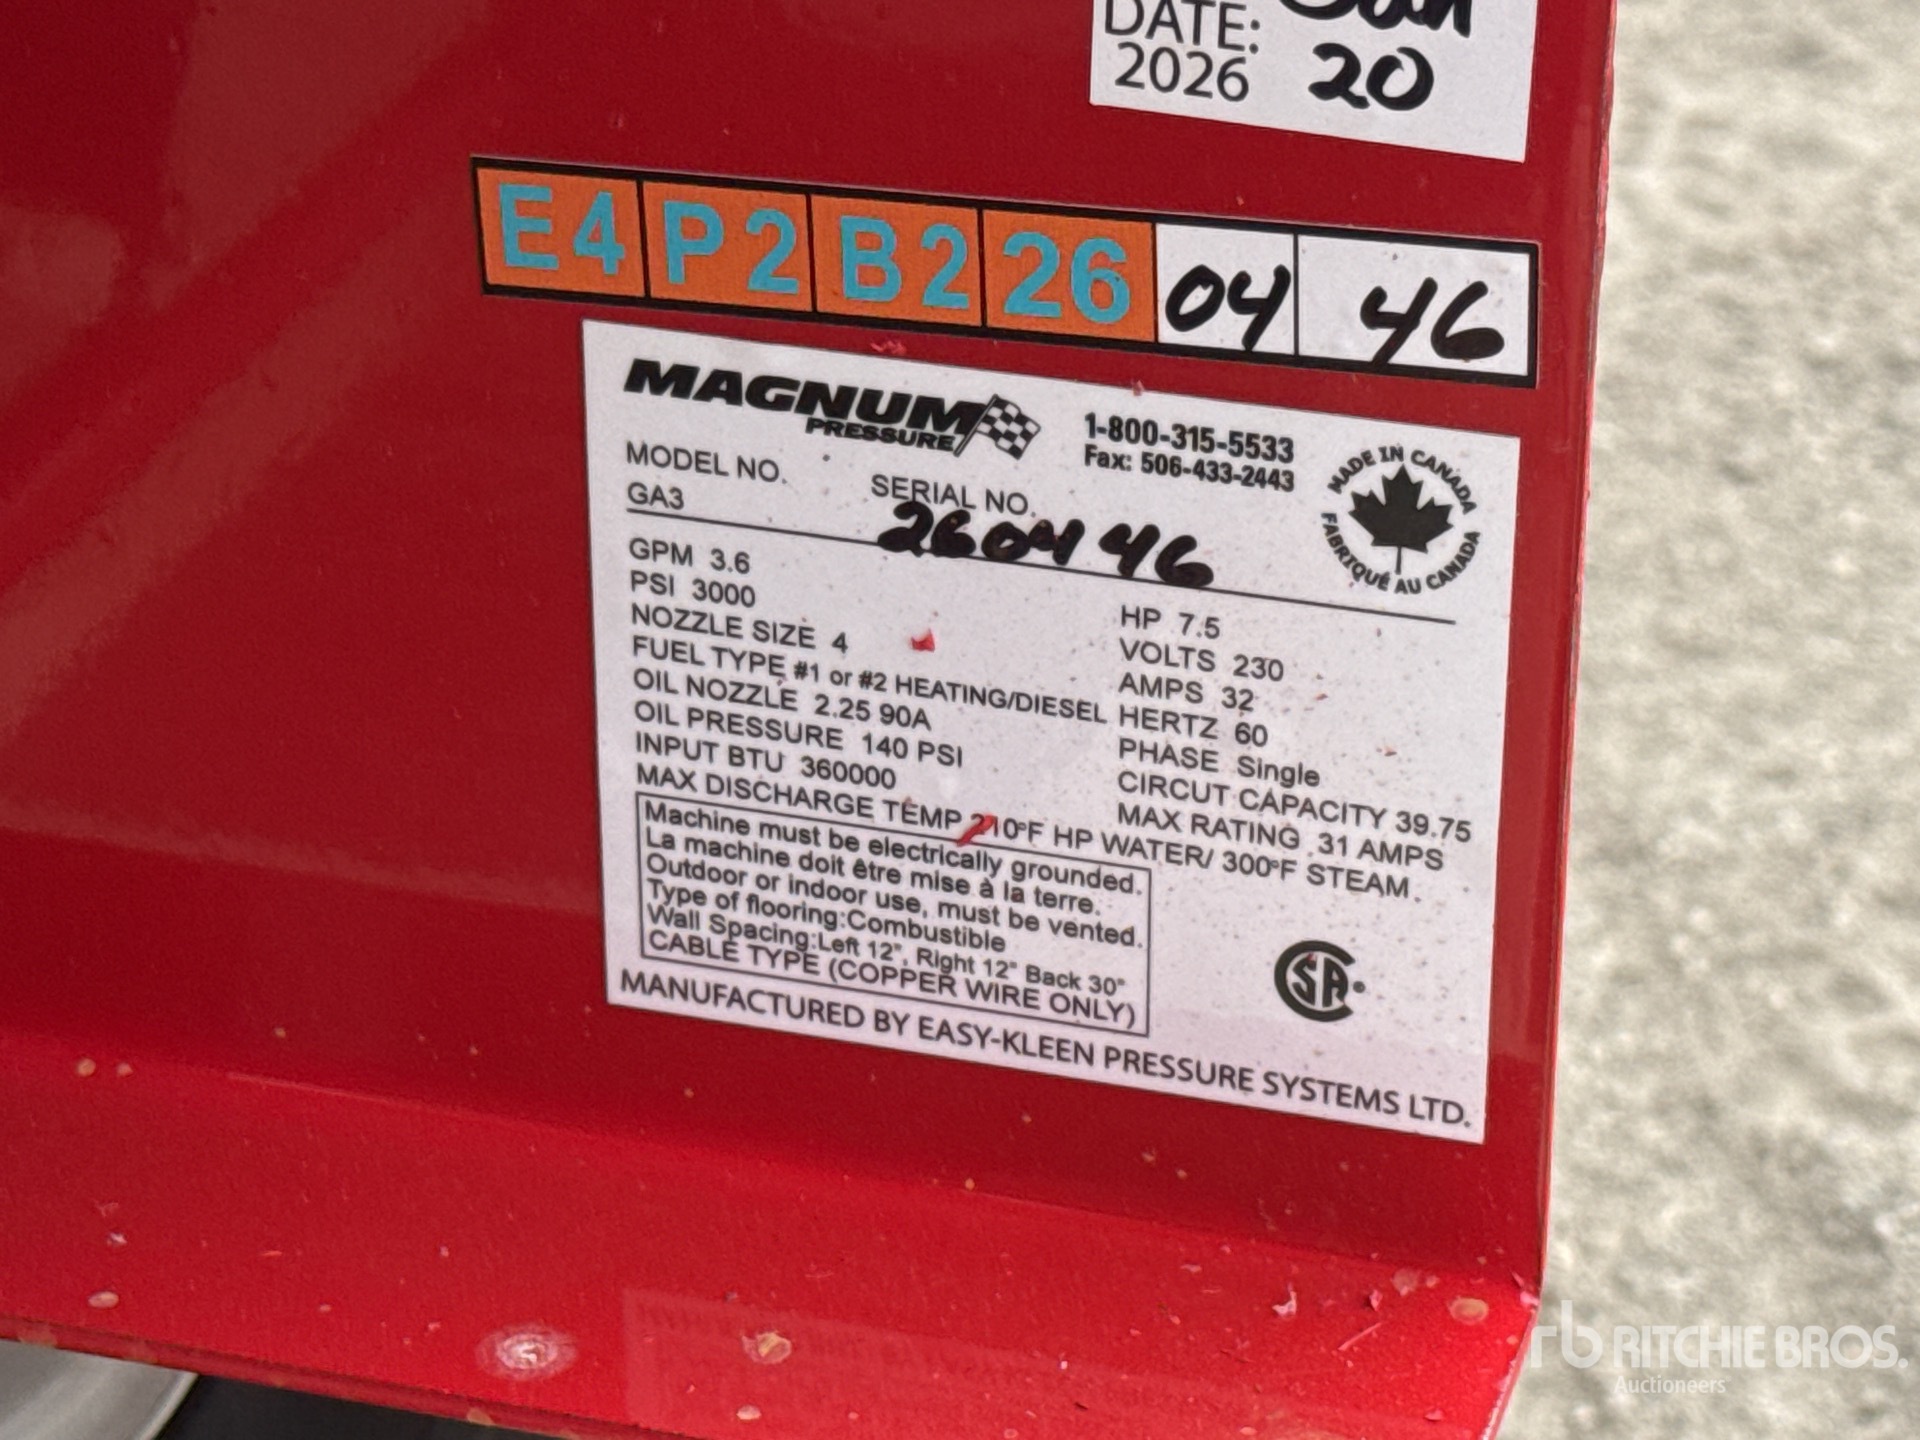 DATE:
2026 20
E4 P2 B2 26 04 46
MAGNUM
PRESSURE
1-800-315-5533
Fax: 506-433-2443
MADE IN CANADA
FABRIQUÉ AU CANADA
MODEL NO. SERIAL NO.
GA3 260446
GPM 3.6
PSI 3000
NOZZLE SIZE 4
FUEL TYPE #1 or #2 HEATING/DIESEL
OIL NOZZLE 2.25 90A
OIL PRESSURE 140 PSI
INPUT BTU 360000
MAX DISCHARGE TEMP 210°F HP WATER/ 300°F STEAM.
HP 7.5
VOLTS 230
AMPS 32
HERTZ 60
PHASE Single
CIRCUT CAPACITY 39.75
MAX RATING 31 AMPS
Machine must be electrically grounded.
La machine doit être mise à la terre.
Outdoor or indoor use, must be vented.
Type of flooring:Combustible
Wall Spacing:Left 12", Right 12" Back 30"
CABLE TYPE (COPPER WIRE ONLY)
CSA
MANUFACTURED BY EASY-KLEEN PRESSURE SYSTEMS LTD.
rb RITCHIE BROS.
Auctioneers